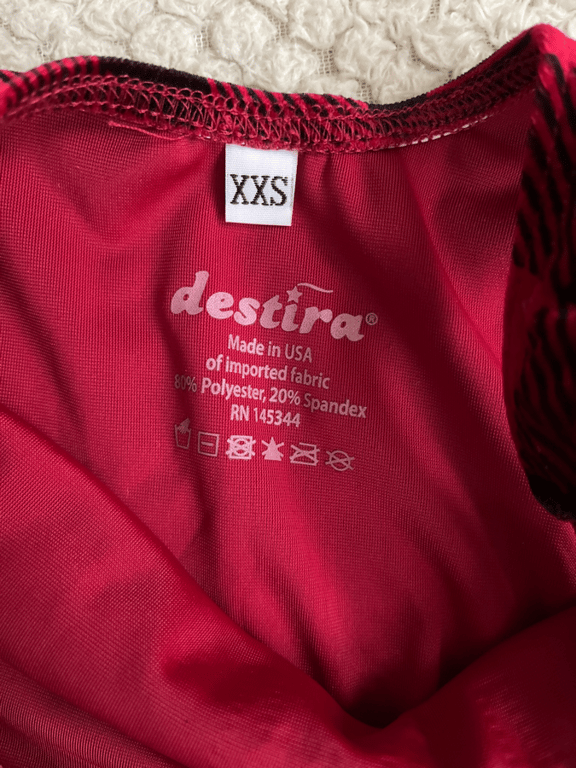 XXS
destira®
Made in USA
of imported fabric
80% Polyester, 20% Spandex
RN 145344